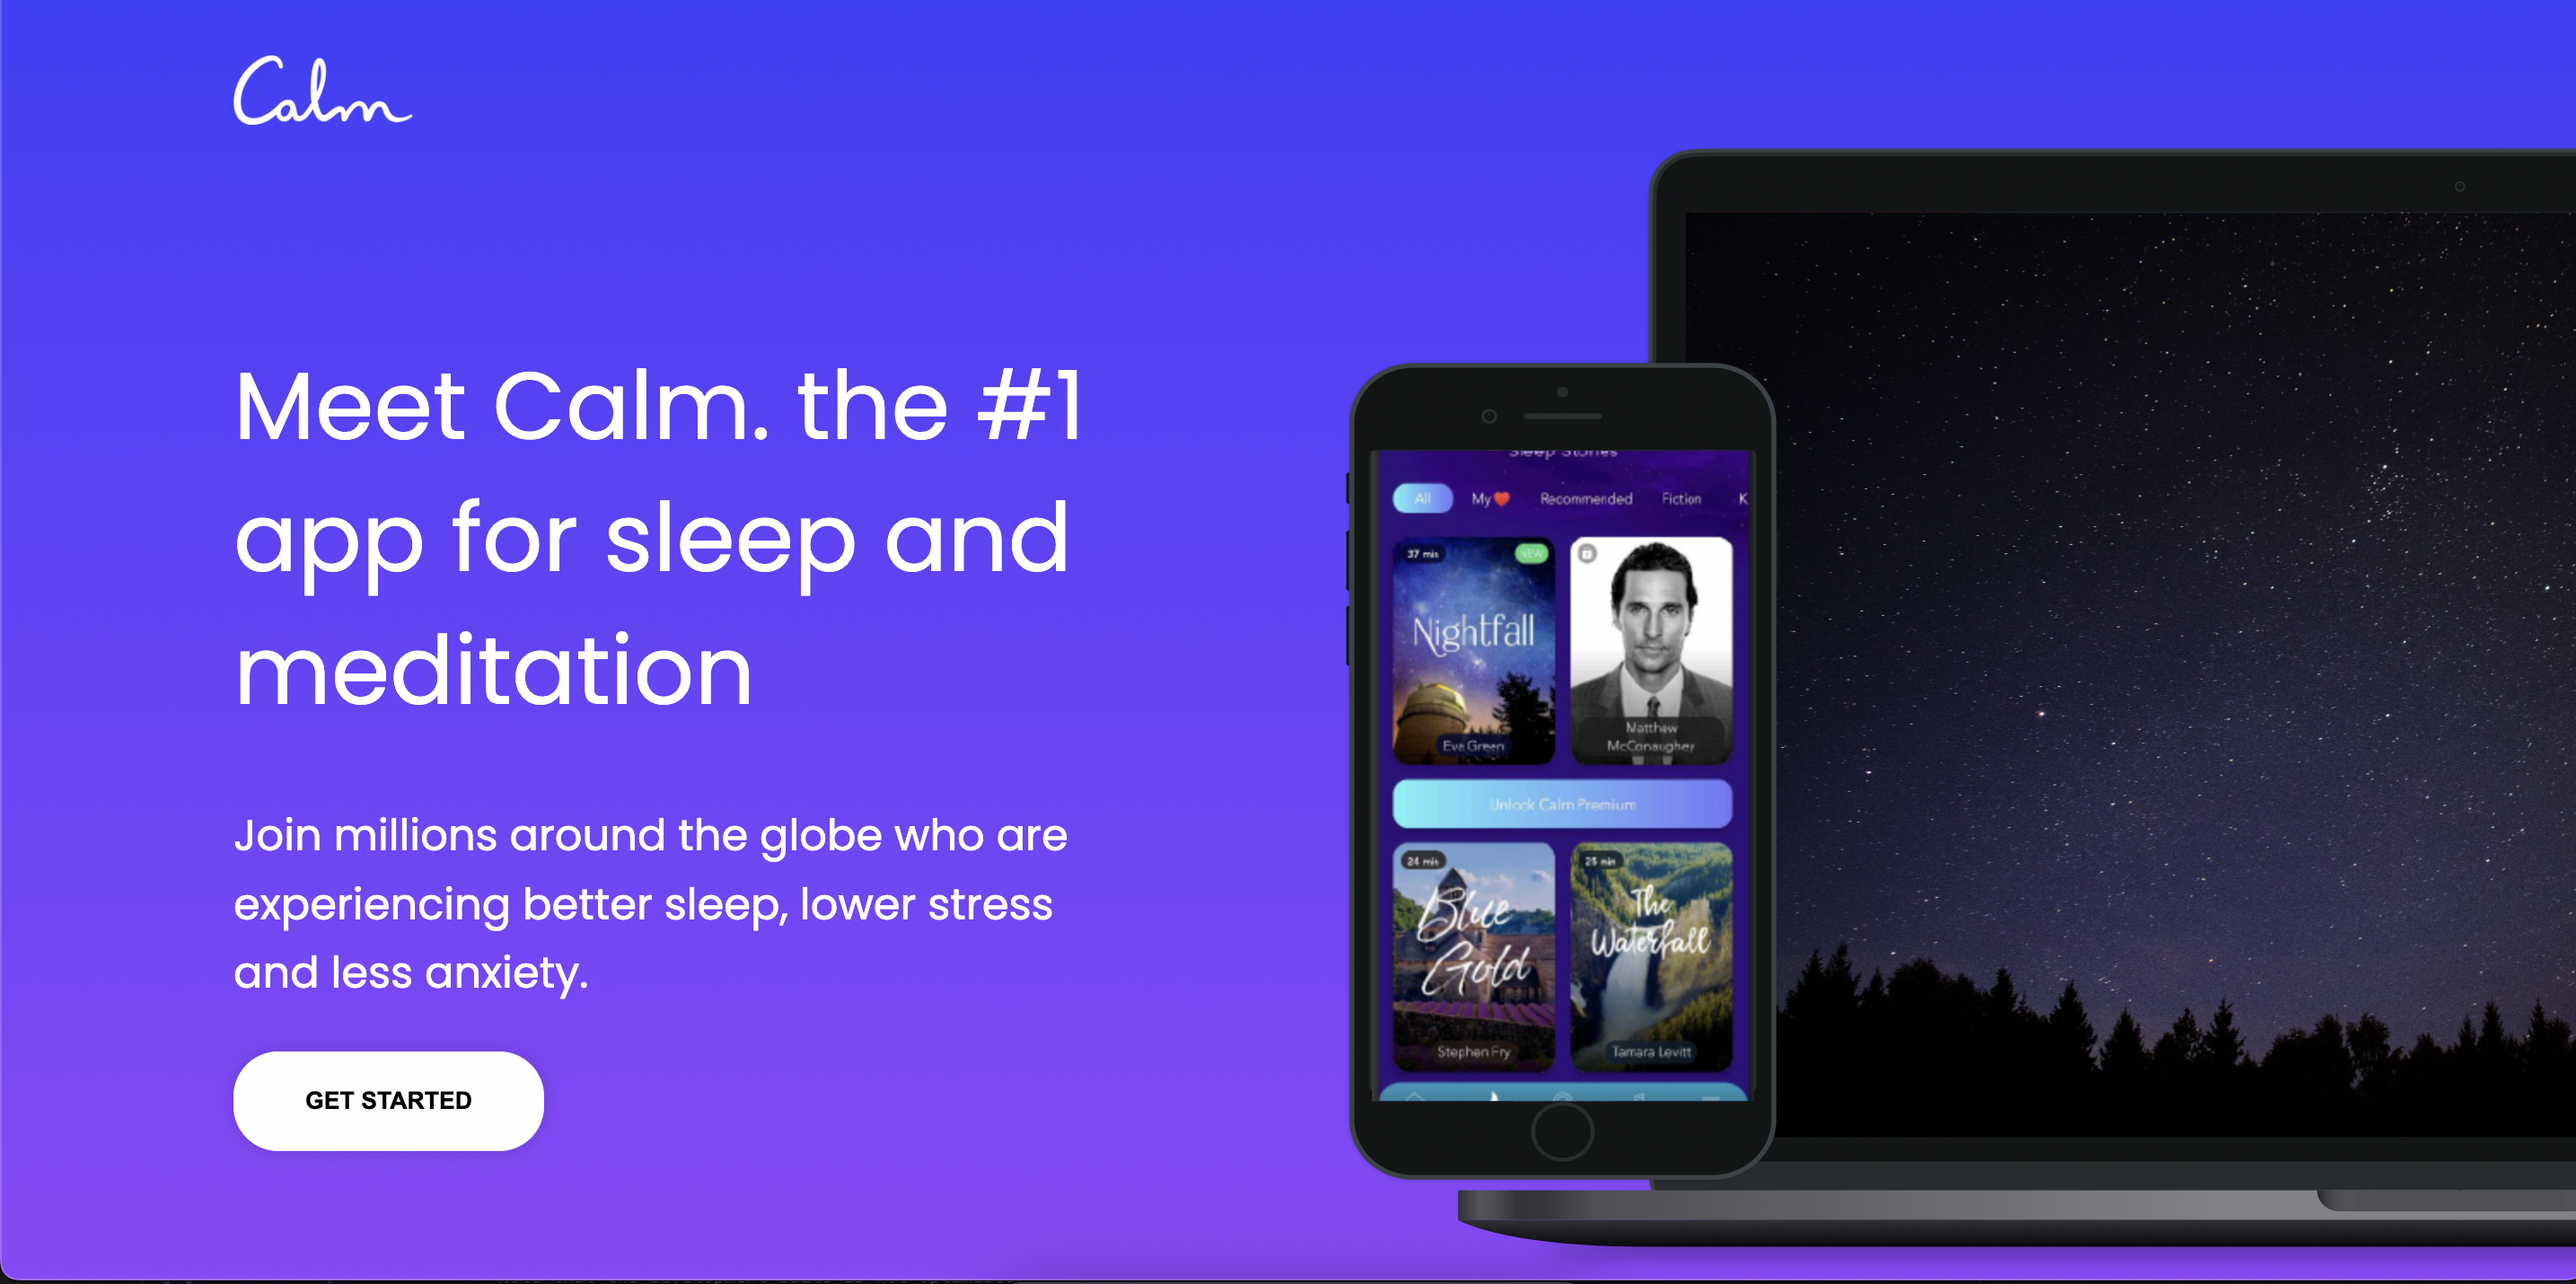 Calm
Meet Calm. the #1
app for sleep and
meditation
Join millions around the globe who are
experiencing better sleep, lower stress
and less anxiety.
GET STARTED
Sleep Stories
All My❤️ Recommended Fiction K
37 min NEW
Nightfall
Eva Green
Matthew
McConaughey
Unlock Calm Premium
24 min
Blue
Gold
Stephen Fry
25 min
The
Waterfall
Tamara Levitt